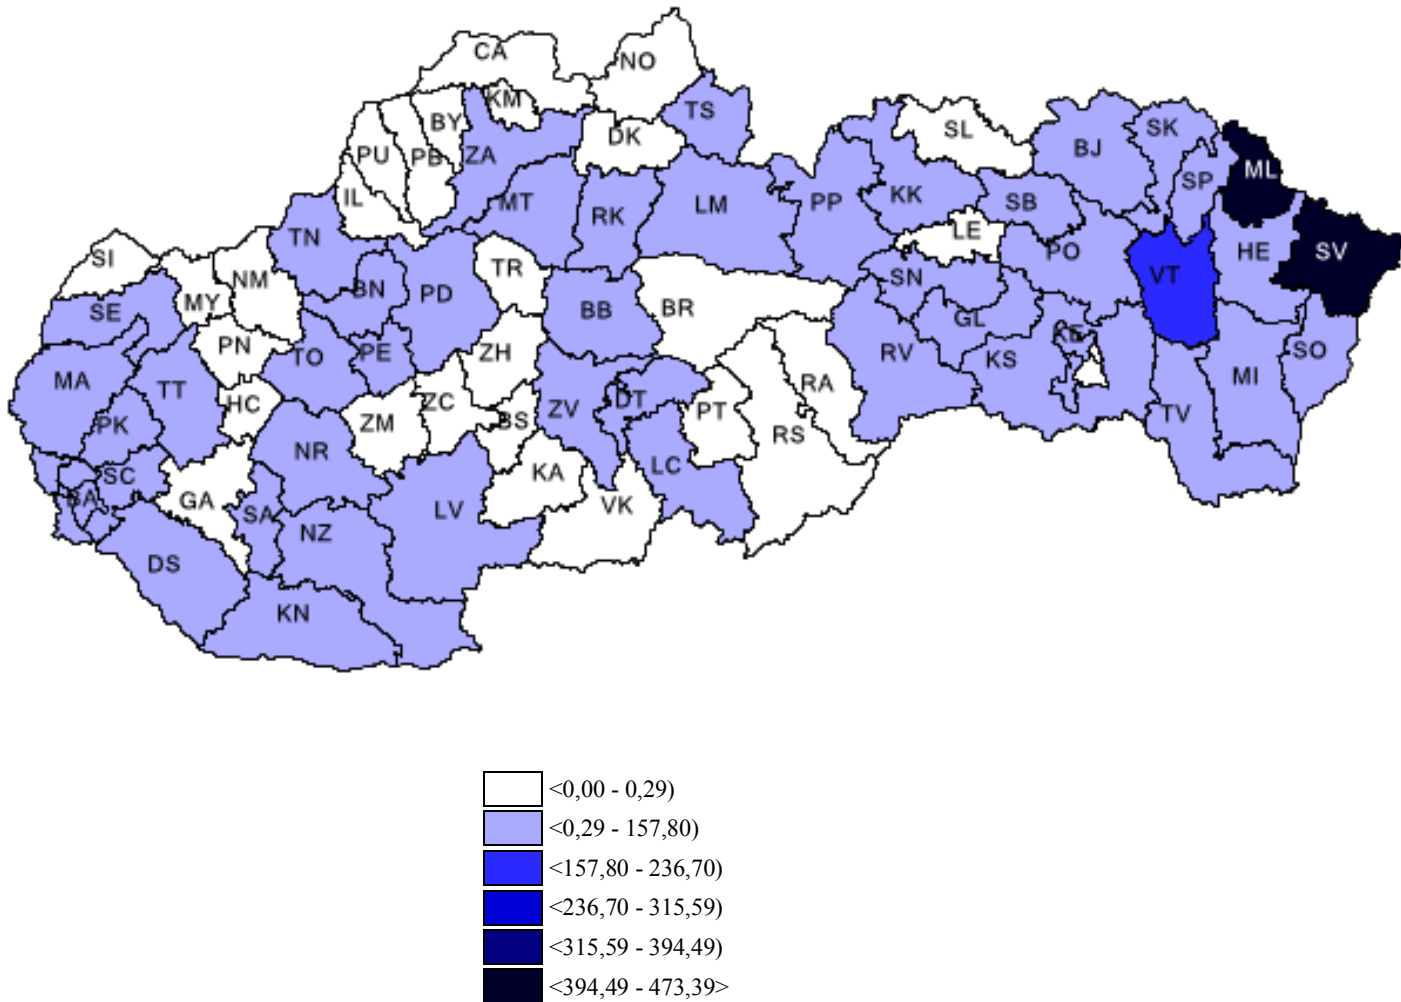 CA
NO
KM
TS
BY
DK
SL
SK
PU
PB
ZA
BJ
ML
SP
IL
MT
RK
LM
PP
KK
SB
TN
LE
PO
HE
SV
SI
NM
TR
VT
BN
PD
SN
MY
SE
BB
BR
GL
PN
TO
PE
ZH
RV
KS
KE
SO
MA
TT
RA
MI
HC
ZC
ZV
DT
PT
TV
PK
ZM
BS
RS
NR
SC
KA
LC
BA
GA
SA
LV
VK
NZ
DS
KN
<0,00 - 0,29)
<0,29 - 157,80)
<157,80 - 236,70)
<236,70 - 315,59)
<315,59 - 394,49)
<394,49 - 473,39>